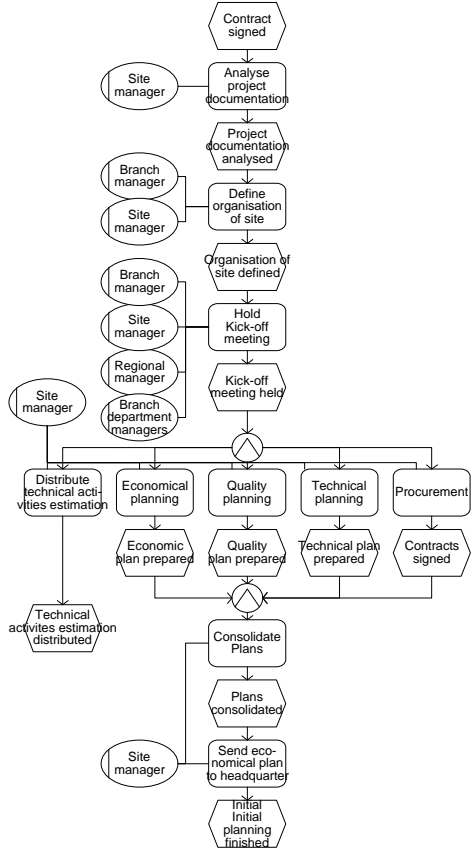 Contract
signed
Site
manager
Analyse
project
documentation
Project
documentation
analysed
Branch
manager
Site
manager
Define
organisation
of site
Organisation of
site defined
Branch
manager
Site
manager
Regional
manager
Branch
department
managers
Hold
Kick-off
meeting
Kick-off
meeting held
Site
manager
Distribute
technical acti-
vities estimation
Economical
planning
Quality
planning
Technical
planning
Procurement
Economic
plan prepared
Quality
plan prepared
Technical plan
prepared
Contracts
signed
Technical
activites estimation
distributed
Consolidate
Plans
Plans
consolidated
Site
manager
Send eco-
nomical plan
to headquarter
Initial
Initial
planning
finished